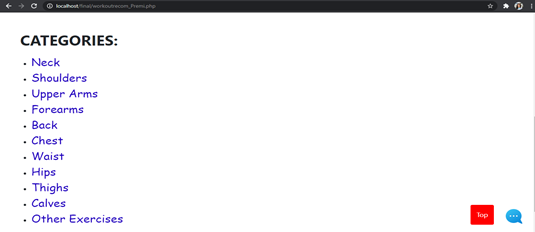 localhost/final/workoutrecom_Premi.php
CATEGORIES:
Neck
Shoulders
Upper Arms
Forearms
Back
Chest
Waist
Hips
Thighs
Calves
Other Exercises
Top